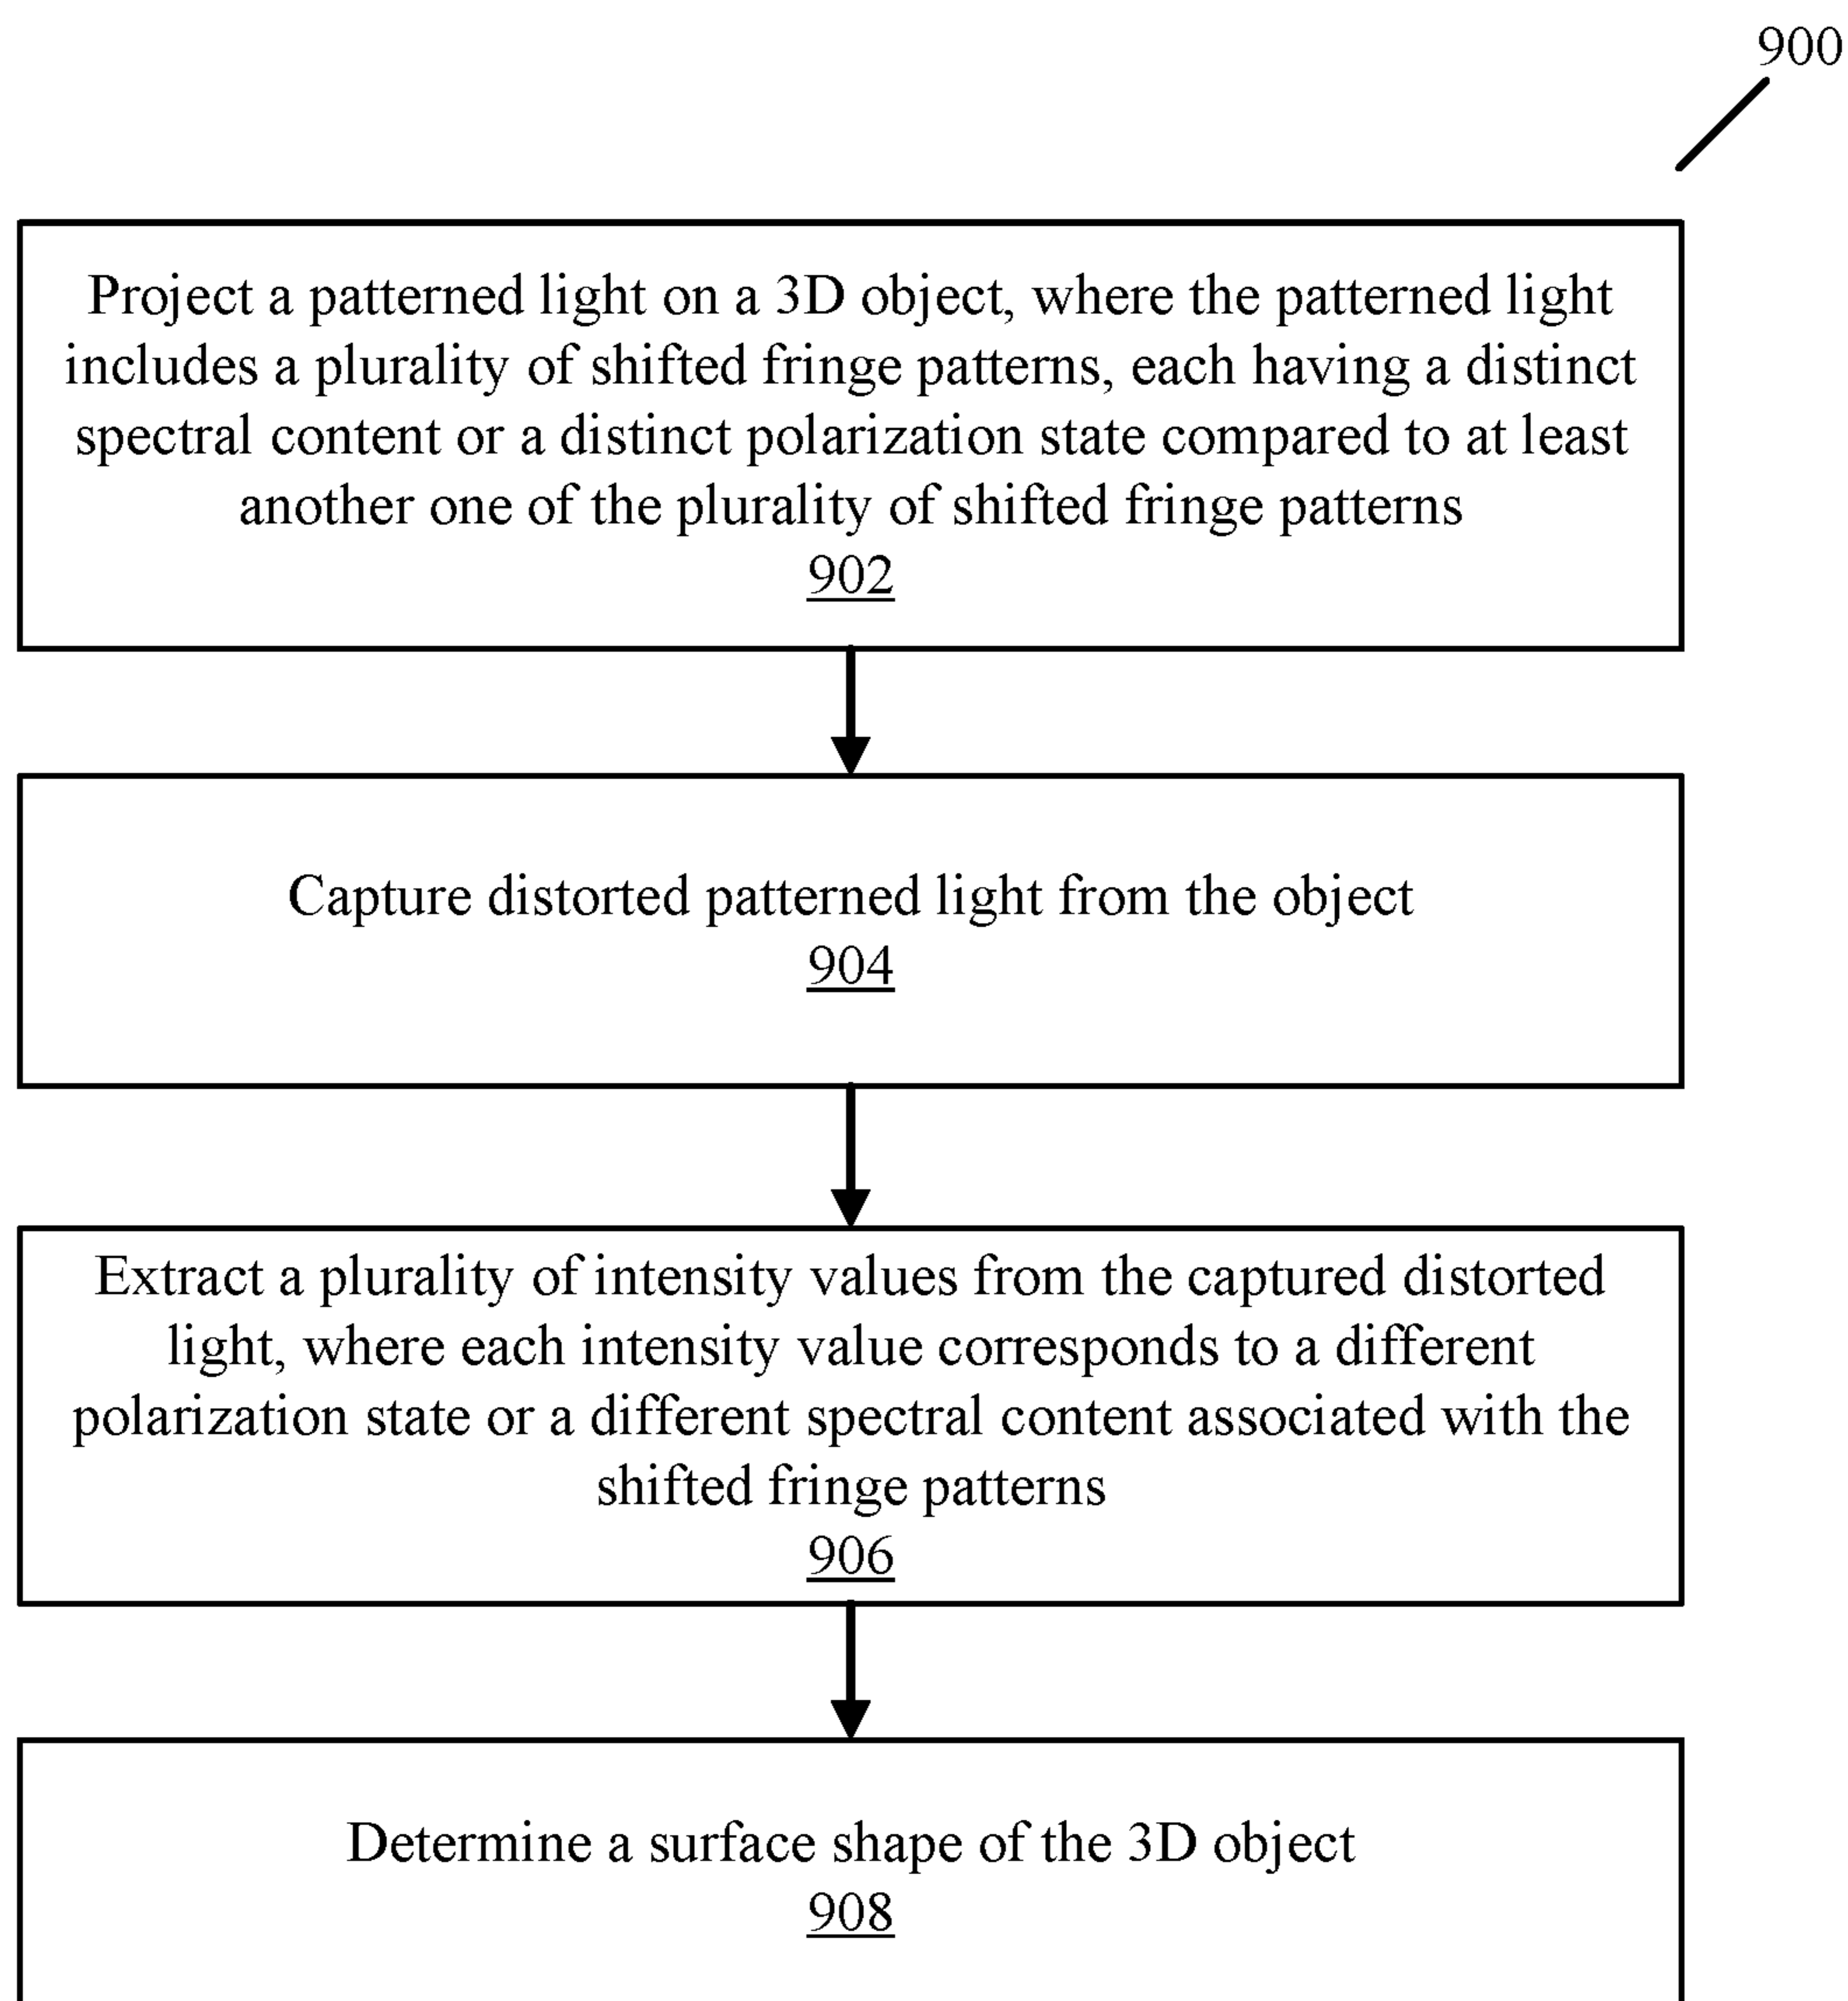 900
Project a patterned light on a 3D object, where the patterned light
includes a plurality of shifted fringe patterns, each having a distinct
spectral content or a distinct polarization state compared to at least
another one of the plurality of shifted fringe patterns
902
Capture distorted patterned light from the object
904
Extract a plurality of intensity values from the captured distorted
light, where each intensity value corresponds to a different
polarization state or a different spectral content associated with the
shifted fringe patterns
906
Determine a surface shape of the 3D object
908